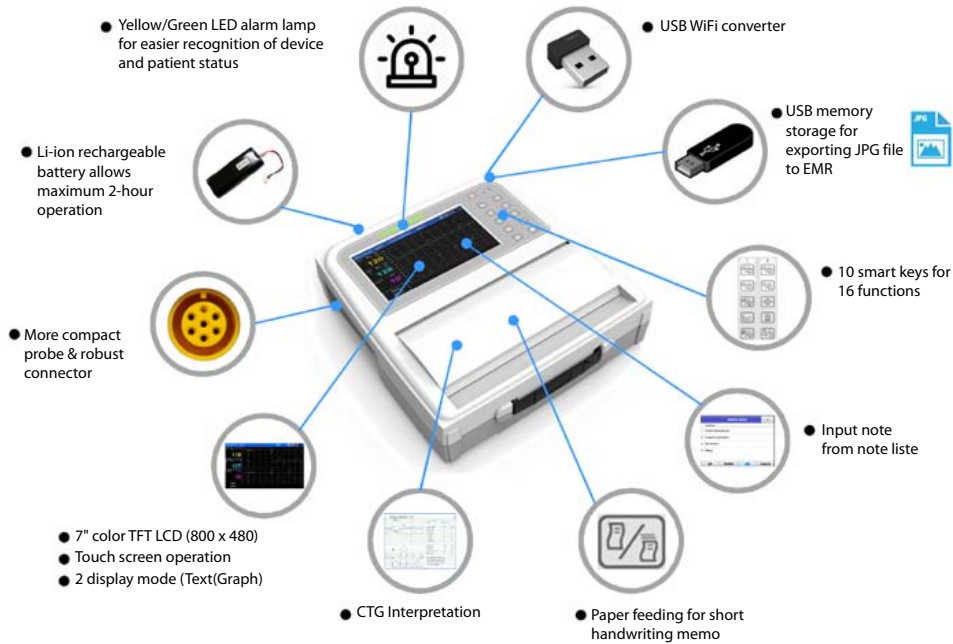 Yellow/Green LED alarm lamp
for easier recognition of device
and patient status
USB WiFi converter
USB memory
storage for
exporting JPG file
to EMR
JPG
Li-ion rechargeable
battery allows
maximum 2-hour
operation
10 smart keys for
16 functions
More compact
probe & robust
connector
Input note
from note liste
7" color TFT LCD (800 x 480)
Touch screen operation
2 display mode (Text(Graph)
CTG Interpretation
Paper feeding for short
handwriting memo